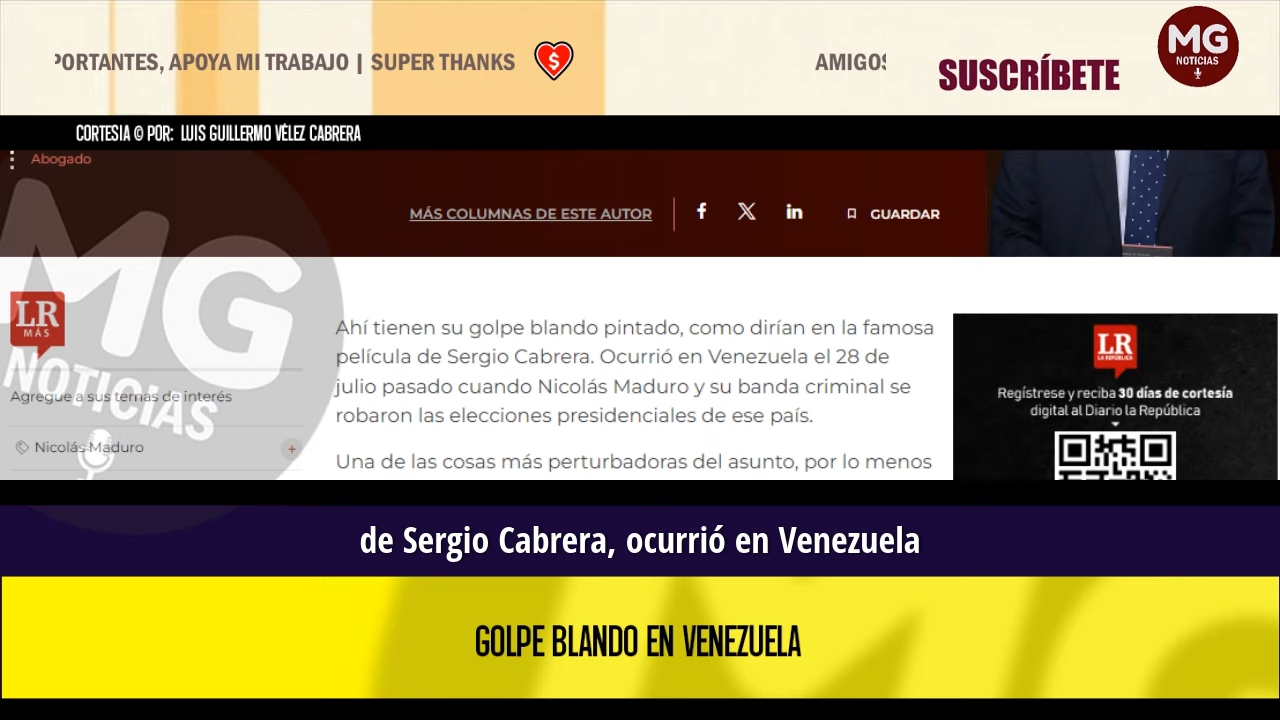 PORTANTES, APOYA MI TRABAJO | SUPER THANKS
AMIGOS
SUSCRÍBETE
MG
NOTICIAS
CORTESIA © POR: LUIS GUILLERMO VÉLEZ CABRERA
Abogado
MÁS COLUMNAS DE ESTE AUTOR
GUARDAR
MG
NOTICIAS
LR
MÁS
Agregue a sus temas de interés
Nicolás Maduro
+
Ahí tienen su golpe blando pintado, como dirían en la famosa
película de Sergio Cabrera. Ocurrió en Venezuela el 28 de
julio pasado cuando Nicolás Maduro y su banda criminal se
robaron las elecciones presidenciales de ese país.
Una de las cosas más perturbadoras del asunto, por lo menos
LR
LA REPÚBLICA
Regístrese y reciba 30 días de cortesía
digital al Diario la República
de Sergio Cabrera, ocurrió en Venezuela
GOLPE BLANDO EN VENEZUELA